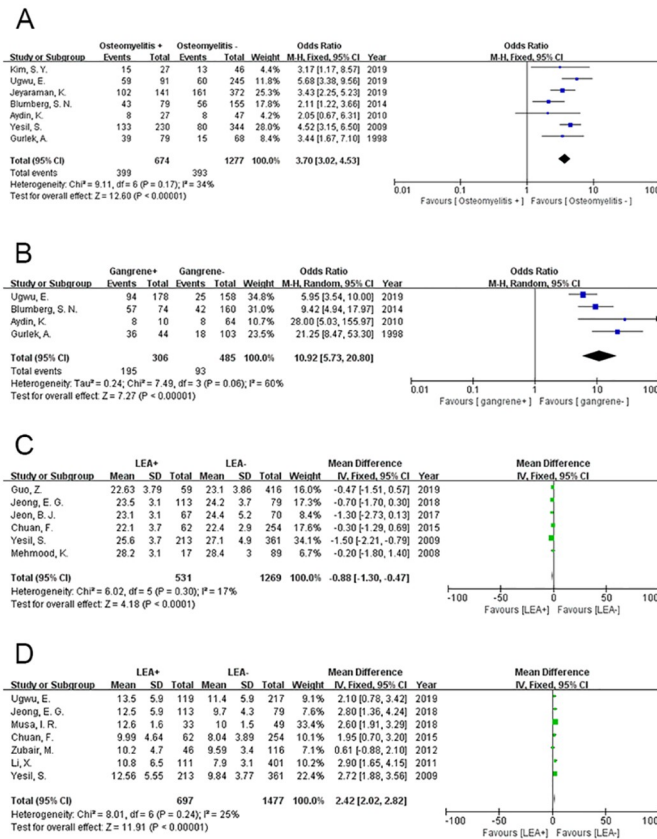 A
Osteomyelitis + Osteomyelitis - Odds Ratio Odds Ratio
Study or Subgroup Events Total Events Total Weight M-H, Fixed, 95% CI M-H, Fixed, 95% CI
Kim, S. Y. 15 27 13 46 4.4% 3.17 [1.17, 8.57] 2019
Ugwu, E. 59 91 60 245 11.8% 5.68 [3.38, 9.56] 2019
Jeyaraman, K. 102 141 161 372 25.3% 3.43 [2.25, 5.23] 2019
Blumberg, S. N. 43 79 56 155 22.1% 2.11 [1.22, 3.66] 2014
Aydin, K. 8 27 8 47 4.4% 2.05 [0.67, 6.31] 2010
Yesil, S. 133 230 80 344 28.0% 4.52 [3.15, 6.50] 2009
Gurlek, A. 39 79 15 68 8.9% 3.44 [1.67, 7.10] 1998
Total (95% CI) 674 1277 100.0% 3.70 [3.02, 4.53]
Total events 399 393
Heterogeneity: Chi² = 9.11, df = 6 (P = 0.17); I² = 34%
Test for overall effect: Z = 12.60 (P < 0.00001)
0.01 0.1 1 10 100
Favours [ Osteomyelitis + ] Favours [ Osteomyelitis - ]
B
Gangrene+ Gangrene- Odds Ratio Odds Ratio
Study or Subgroup Events Total Events Total Weight M-H, Random, 95% CI M-H, Random, 95% CI
Ugwu, E. 94 178 25 158 34.8% 5.95 [3.54, 10.00] 2019
Blumberg, S. N. 57 74 42 160 32.0% 9.42 [4.94, 17.97] 2014
Aydin, K. 8 10 8 64 10.7% 28.00 [5.03, 155.97] 2010
Gurlek, A. 36 44 18 103 22.5% 21.25 [8.47, 53.30] 1998
Total (95% CI) 306 485 100.0% 10.92 [5.73, 20.80]
Total events 195 93
Heterogeneity: Tau² = 0.24; Chi² = 7.49, df = 3 (P = 0.06); I² = 60%
Test for overall effect: Z = 7.27 (P < 0.00001)
0.01 0.1 1 10 100
Favours [ gangrene+ ] Favours [ gangrene- ]
C
LEA+ LEA- Mean Difference Mean Difference
Study or Subgroup Mean SD Total Mean SD Total Weight IV, Fixed, 95% CI IV, Fixed, 95% CI
Guo, Z. 22.63 3.79 59 23.1 3.86 416 16.0% -0.47 [-1.51, 0.57] 2019
Jeong, E. G. 23.5 3.1 113 24.2 3.7 79 17.3% -0.70 [-1.70, 0.30] 2018
Jeon, B. J. 23.1 3.1 67 24.4 5.2 70 8.5% -1.30 [-2.73, 0.13] 2017
Chuan, F. 22.1 3.7 62 22.4 2.9 254 17.5% -0.30 [-1.29, 0.69] 2015
Yesil, S. 25.6 3.7 213 27.1 4.9 361 34.1% -1.50 [-2.21, -0.79] 2009
Mehmood, K. 28.2 3.1 17 28.4 3 89 6.7% -0.20 [-1.80, 1.40] 2008
Total (95% CI) 531 1269 100.0% -0.88 [-1.30, -0.47]
Heterogeneity: Chi² = 6.02, df = 5 (P = 0.30); I² = 17%
Test for overall effect: Z = 4.18 (P < 0.0001)
-100 -50 0 50 100
Favours [LEA+] Favours [LEA-]
D
LEA+ LEA- Mean Difference Mean Difference
Study or Subgroup Mean SD Total Mean SD Total Weight IV, Fixed, 95% CI IV, Fixed, 95% CI
Ugwu, E. 13.5 5.9 119 11.4 5.9 217 9.1% 2.10 [0.78, 3.42] 2019
Jeong, E. G. 12.5 5.9 113 9.7 4.3 79 7.7% 2.80 [1.36, 4.24] 2018
Musa, I. R. 12.6 1.6 33 10 1.5 49 33.4% 2.60 [1.91, 3.29] 2018
Chuan, F. 9.99 4.64 62 8.04 3.89 254 10.2% 1.95 [0.70, 3.20] 2015
Zubair, M. 10.2 4.7 46 9.59 3.4 116 7.2% 0.61 [-0.88, 2.10] 2012
Li, X. 10.8 6.5 111 7.9 3.1 401 10.2% 2.90 [1.65, 4.15] 2011
Yesil, S. 12.56 5.55 213 9.84 3.77 361 22.4% 2.72 [1.88, 3.56] 2009
Total (95% CI) 697 1477 100.0% 2.42 [2.02, 2.82]
Heterogeneity: Chi² = 8.01, df = 6 (P = 0.24); I² = 25%
Test for overall effect: Z = 11.91 (P < 0.00001)
-100 -50 0 50 100
Favours [LEA+] Favours [LEA-]